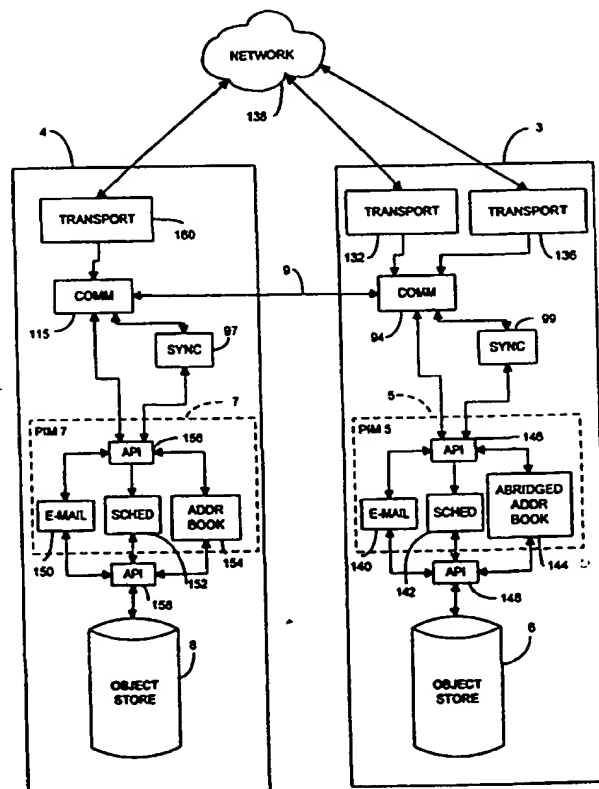 NETWORK
138
4
3
TRANSPORT
160
TRANSPORT
132
TRANSPORT
136
9
COMM
115
COMM
94
SYNC
97
SYNC
99
7
5
PIM 7
API
156
PIM 5
API
146
E-MAIL
150
SCHED
152
ADDR
BOOK
154
E-MAIL
140
SCHED
142
ABRIDGED
ADDR
BOOK
144
API
158
API
148
8
OBJECT
STORE
6
OBJECT
STORE